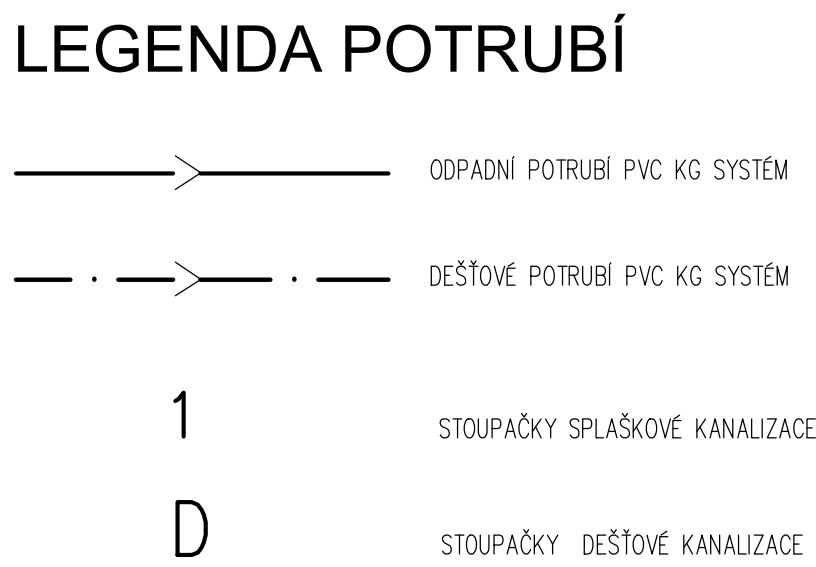 LEGENDA POTRUBÍ
ODPADNÍ POTRUBÍ PVC KG SYSTÉM
DEŠŤOVÉ POTRUBÍ PVC KG SYSTÉM
1 STOUPAČKY SPLAŠKOVÉ KANALIZACE
D STOUPAČKY DEŠŤOVÉ KANALIZACE